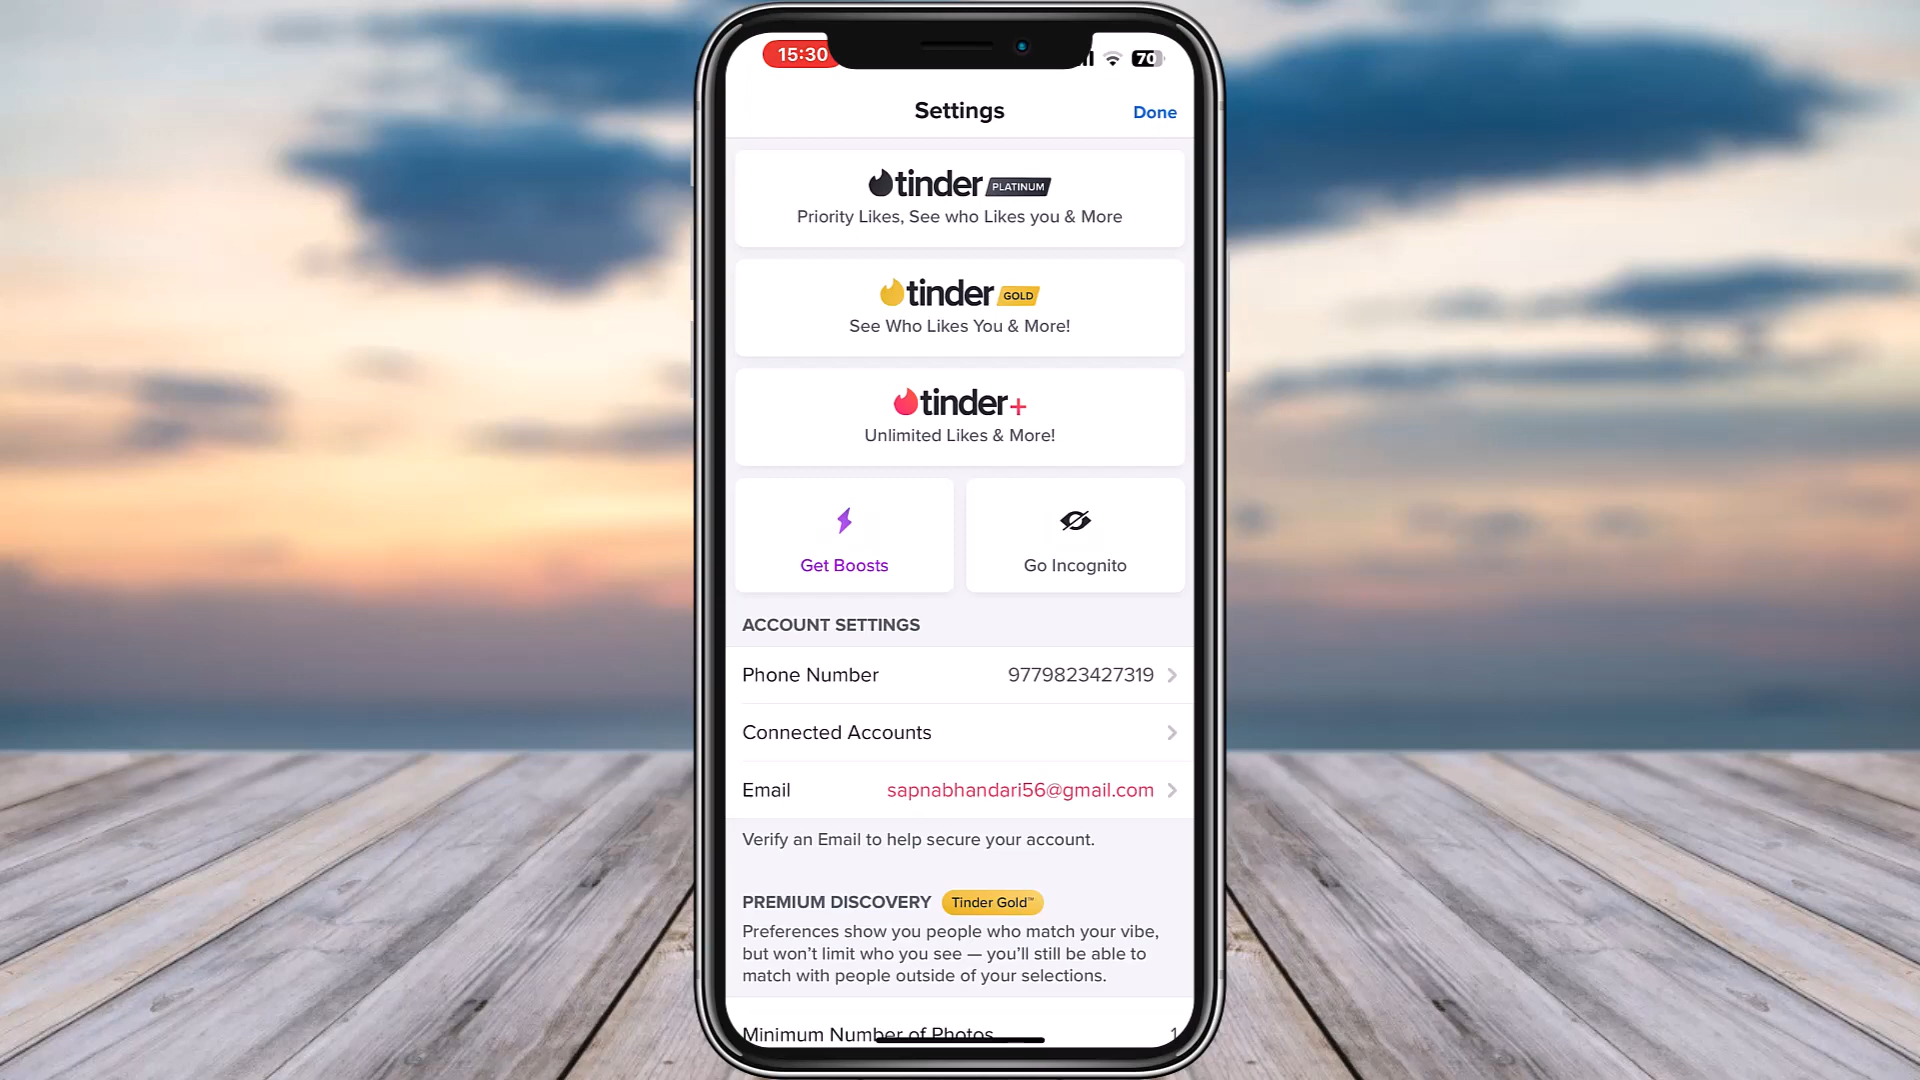 15:30
70
Settings
Done
tinder PLATINUM
Priority Likes, See who Likes you & More
tinder GOLD
See Who Likes You & More!
tinder+
Unlimited Likes & More!
Get Boosts
Go Incognito
ACCOUNT SETTINGS
Phone Number 9779823427319
Connected Accounts
Email sapnabhandari56@gmail.com
Verify an Email to help secure your account.
PREMIUM DISCOVERY Tinder Gold™
Preferences show you people who match your vibe,
but won't limit who you see — you'll still be able to
match with people outside of your selections.
Minimum Number of Photos 1